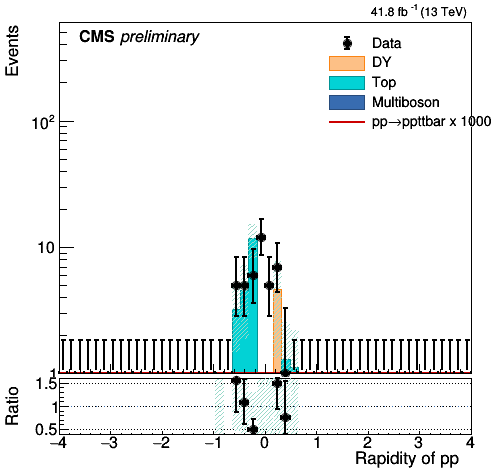 41.8 fb⁻¹ (13 TeV)
CMS preliminary
Events
Data
DY
Top
Multiboson
pp→ppttbar x 1000
10²
10
1
Ratio
1.5
1
0.5
−4 −3 −2 −1 0 1 2 3 4
Rapidity of pp